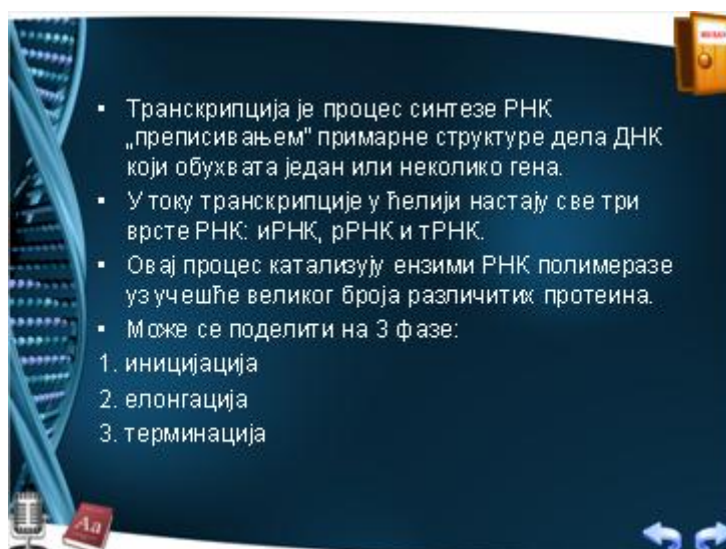 ▪ Транскрипција је процес синтезе РНК
„преписивањем" примарне структуре дела ДНК
који обухвата један или неколико гена.
▪ У току транскрипције у ћелији настају све три
врсте РНК: иРНК, рРНК и тРНК.
▪ Овај процес катализују ензими РНК полимеразе
уз учешће великог броја различитих протеина.
▪ Може се поделити на 3 фазе:
1. иницијација
2. елонгација
3. терминација
Aa